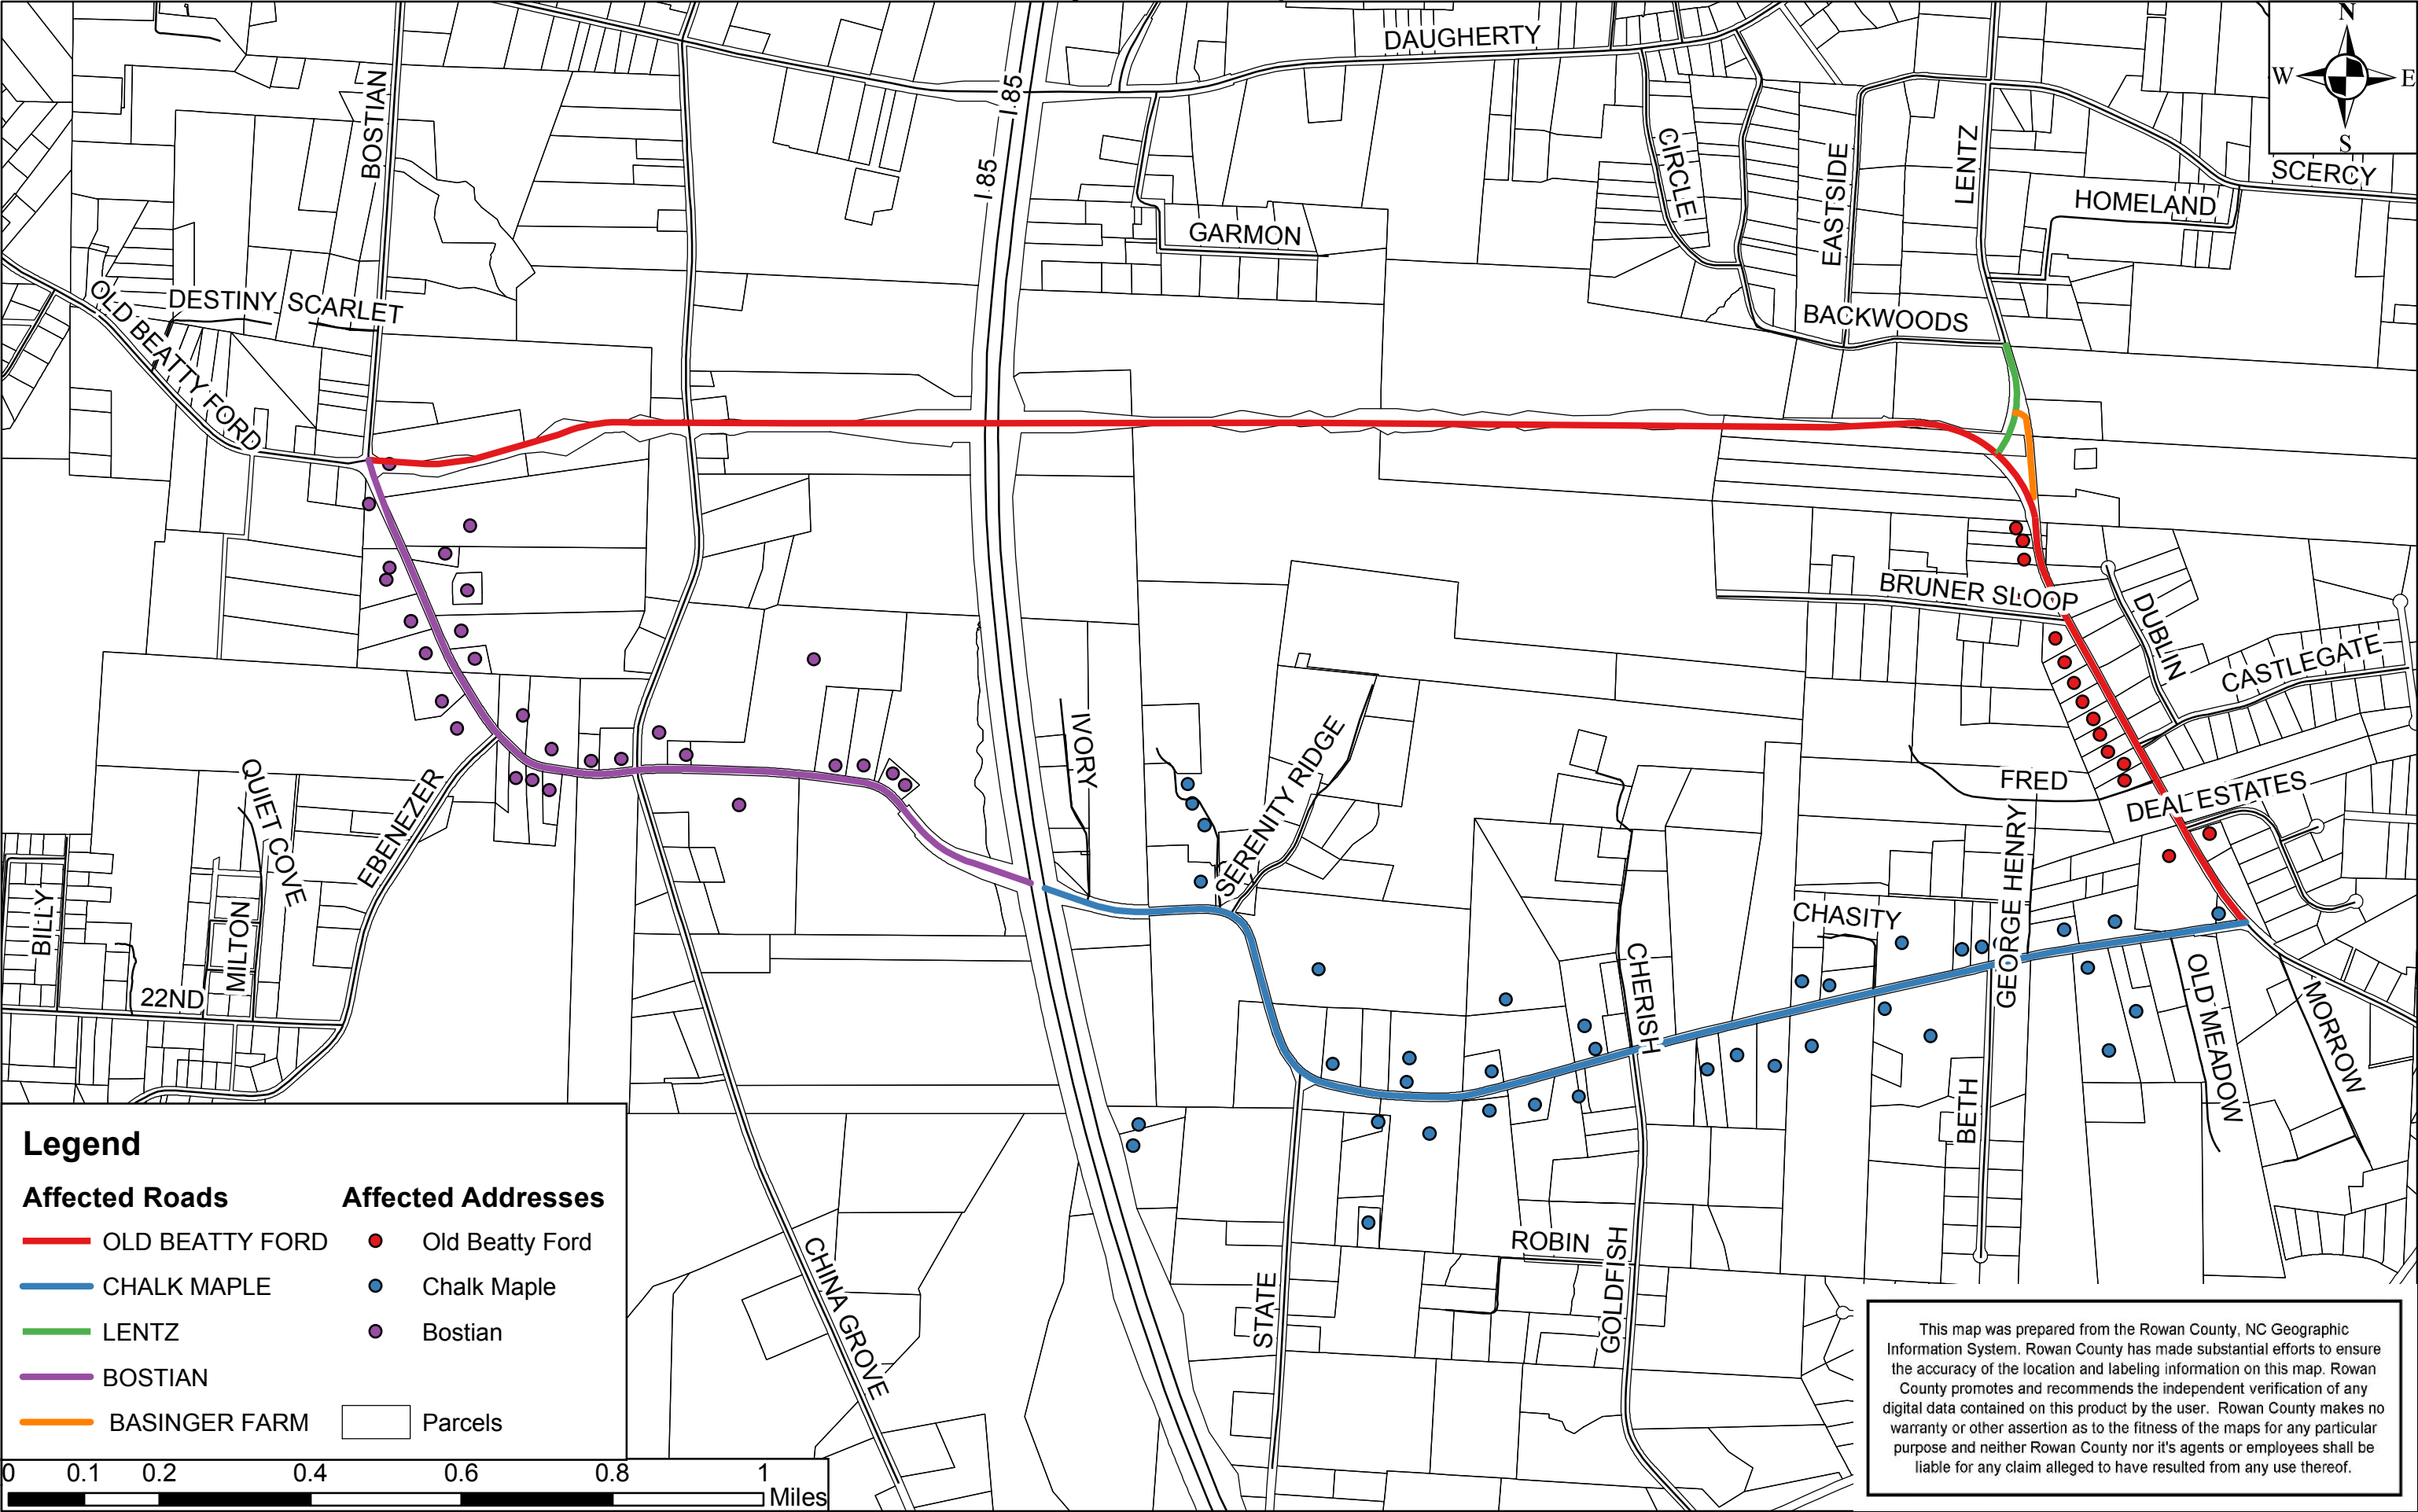 DAUGHERTY
N
W
E
S
I 85
BOSTIAN
I 85
CIRCLE
EASTSIDE
LENTZ
SCERCY
HOMELAND
GARMON
DESTINY
SCARLET
OLD BEATTY FORD
BACKWOODS
BRUNER SLOOP
DUBLIN
CASTLEGATE
IVORY
SERENITY RIDGE
FRED
DEAL ESTATES
QUIET COVE
EBENEZER
GEORGE HENRY
BILLY
MILTON
CHASITY
CHERISH
22ND
OLD MEADOW
MORROW
BETH
CHINA GROVE
STATE
ROBIN
GOLDFISH
Legend
Affected Roads
OLD BEATTY FORD
CHALK MAPLE
LENTZ
BOSTIAN
BASINGER FARM
Affected Addresses
Old Beatty Ford
Chalk Maple
Bostian
Parcels
0 0.1 0.2 0.4 0.6 0.8 1
Miles
This map was prepared from the Rowan County, NC Geographic
Information System. Rowan County has made substantial efforts to ensure
the accuracy of the location and labeling information on this map. Rowan
County promotes and recommends the independent verification of any
digital data contained on this product by the user. Rowan County makes no
warranty or other assertion as to the fitness of the maps for any particular
purpose and neither Rowan County nor it's agents or employees shall be
liable for any claim alleged to have resulted from any use thereof.